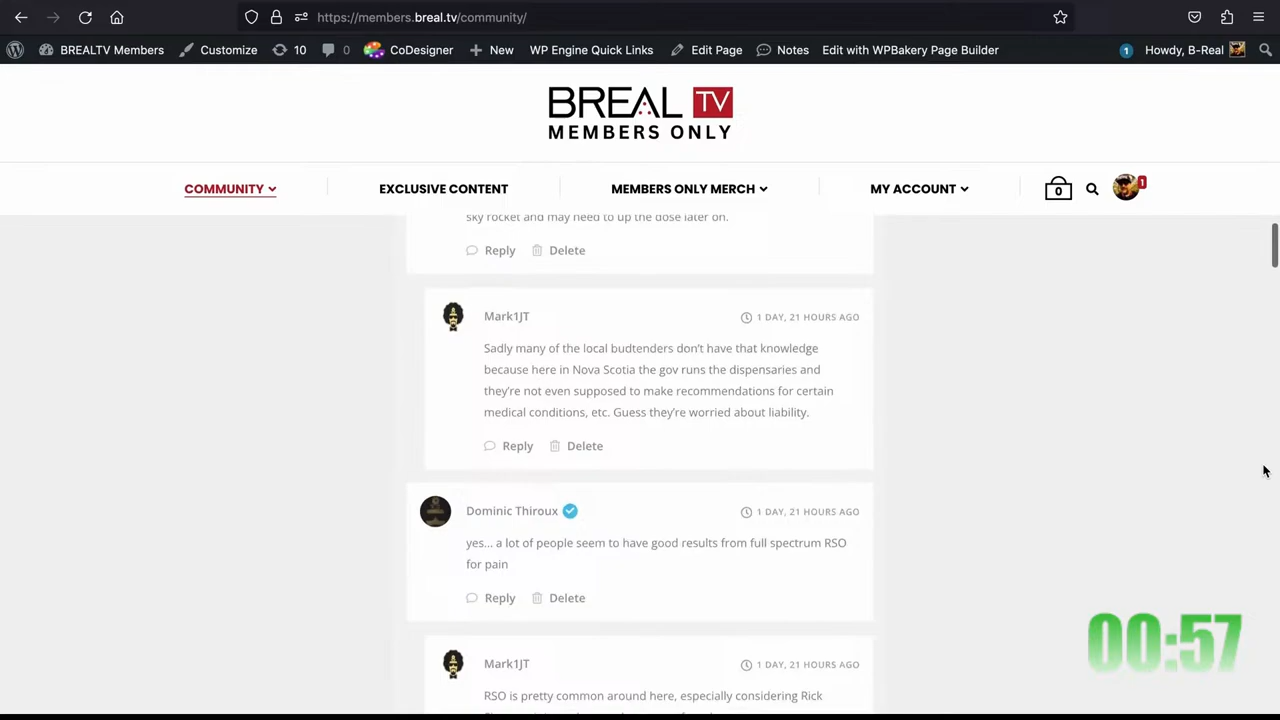 https://members.breal.tv/community/
BREALTV Members
Customize
10
0
CoDesigner
New
WP Engine Quick Links
Edit Page
Notes
Edit with WPBakery Page Builder
1
Howdy, B-Real
BREAL TV
MEMBERS ONLY
COMMUNITY
EXCLUSIVE CONTENT
MEMBERS ONLY MERCH
MY ACCOUNT
0
1
sky rocket and may need to up the dose later on.
Reply Delete
Mark1JT
1 DAY, 21 HOURS AGO
Sadly many of the local budtenders don't have that knowledge
because here in Nova Scotia the gov runs the dispensaries and
they're not even supposed to make recommendations for certain
medical conditions, etc. Guess they're worried about liability.
Reply Delete
Dominic Thiroux
1 DAY, 21 HOURS AGO
yes... a lot of people seem to have good results from full spectrum RSO
for pain
Reply Delete
00:57
Mark1JT
1 DAY, 21 HOURS AGO
RSO is pretty common around here, especially considering Rick